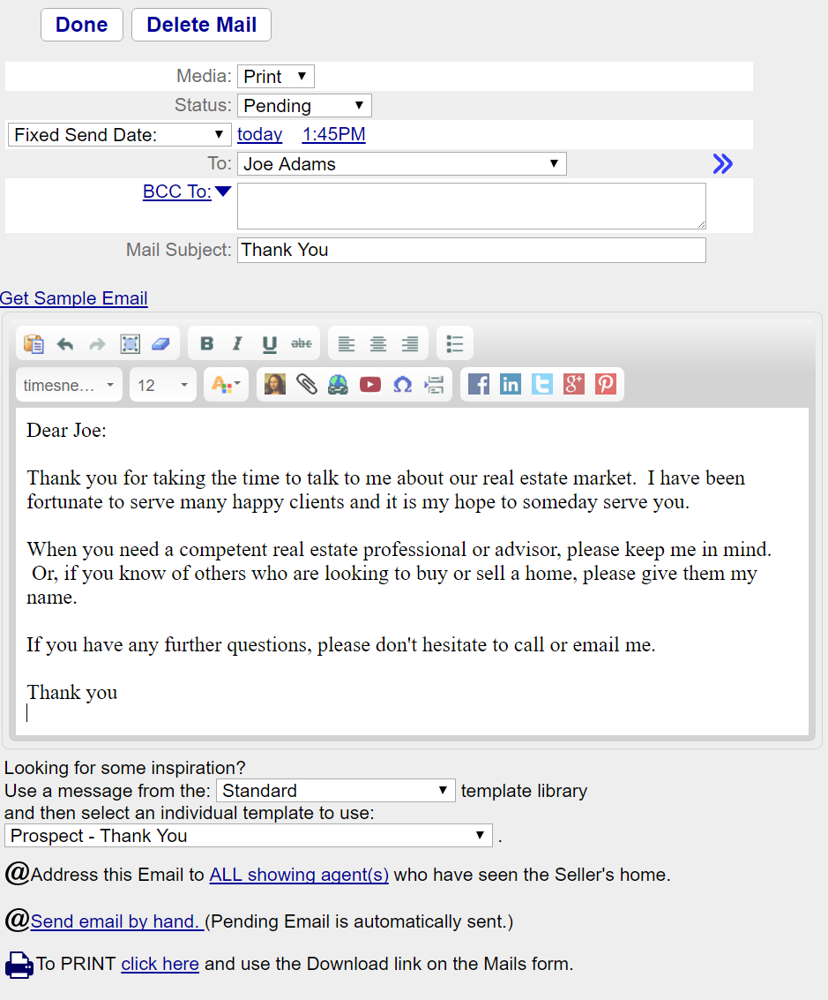 Done Delete Mail
Media: Print
Status: Pending
Fixed Send Date: today 1:45PM
To: Joe Adams
BCC To:
Mail Subject: Thank You
Get Sample Email
B I U abc
timesne... 12 A Ω f in t g+ p
Dear Joe:
Thank you for taking the time to talk to me about our real estate market.  I have been
fortunate to serve many happy clients and it is my hope to someday serve you.
When you need a competent real estate professional or advisor, please keep me in mind.
Or, if you know of others who are looking to buy or sell a home, please give them my
name.
If you have any further questions, please don't hesitate to call or email me.
Thank you
Looking for some inspiration?
Use a message from the: Standard template library
and then select an individual template to use:
Prospect - Thank You .
@Address this Email to ALL showing agent(s) who have seen the Seller's home.
@Send email by hand. (Pending Email is automatically sent.)
To PRINT click here and use the Download link on the Mails form.